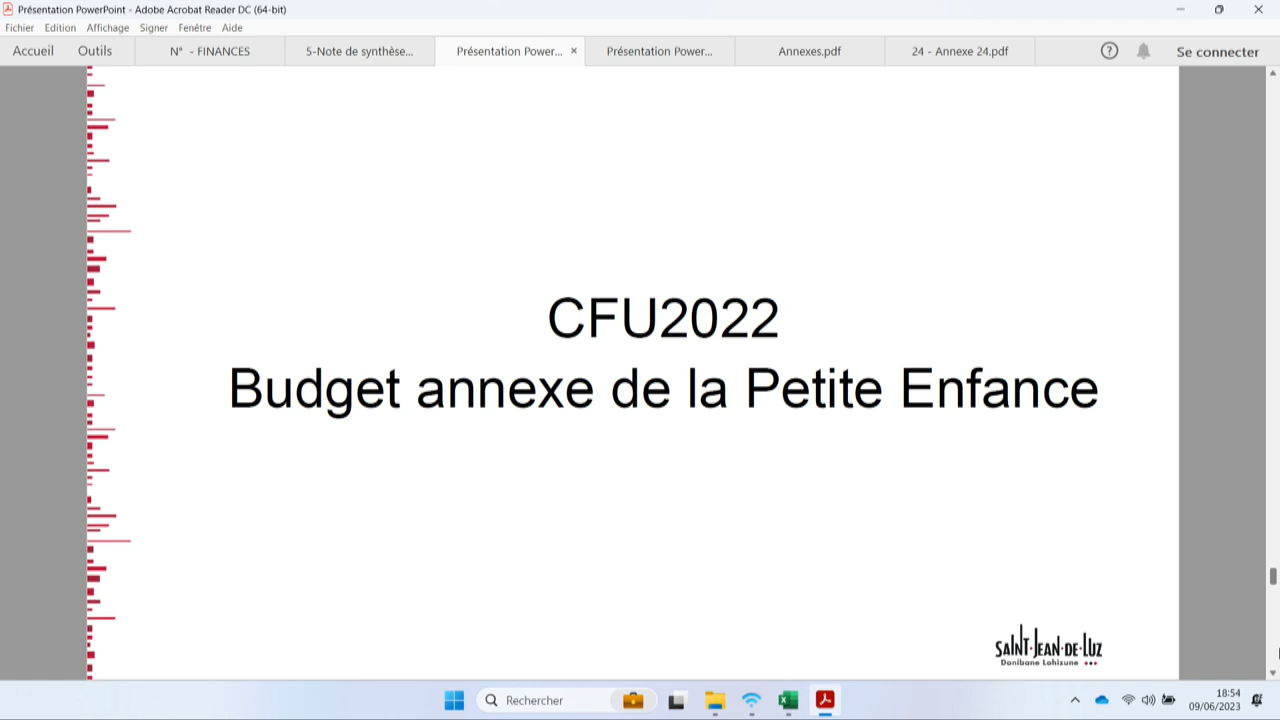 Présentation PowerPoint - Adobe Acrobat Reader DC (64-bit)
Fichier Edition Affichage Signer Fenêtre Aide
Accueil Outils N° - FINANCES 5-Note de synthèse... Présentation Power... × Présentation Power... Annexes.pdf 24 - Annexe 24.pdf ? Se connecter
CFU2022
Budget annexe de la Petite Enfance
SAINT·JEAN·DE·LUZ
Donibane Lohizune
Rechercher
18:54
09/06/2023